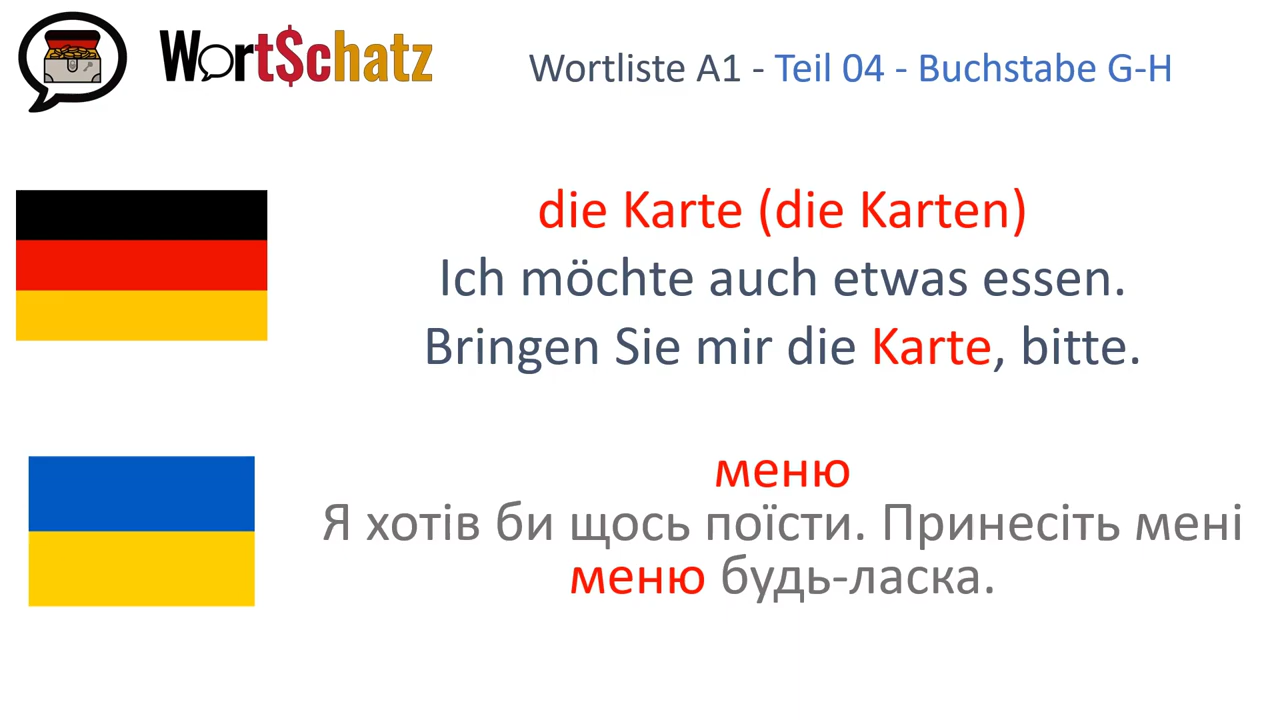 Wort$chatz
Wortliste A1 - Teil 04 - Buchstabe G-H
die Karte (die Karten)
Ich möchte auch etwas essen.
Bringen Sie mir die Karte, bitte.
меню
Я хотів би щось поїсти. Принесіть мені
меню будь-ласка.